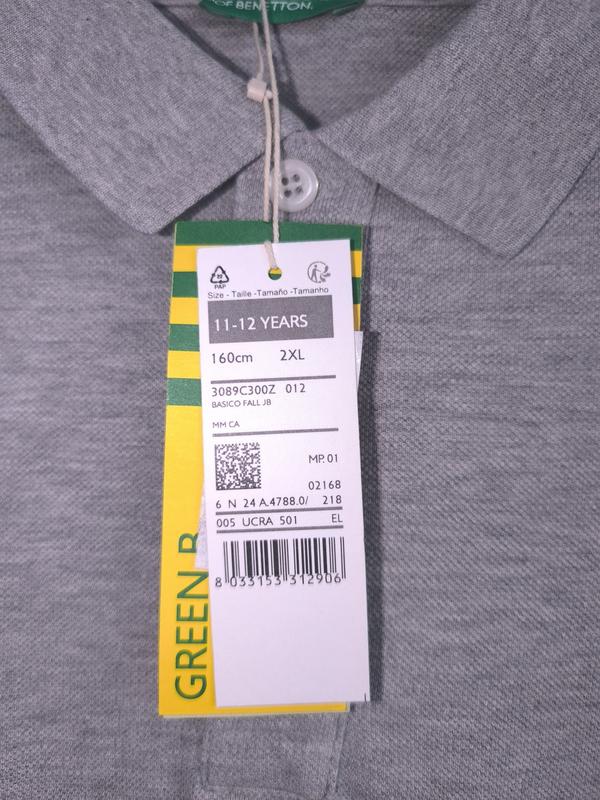 OF BENETTON.
PAP
Size - Taille -Tamaño -Tamanho
11-12 YEARS
160cm 2XL
3089C300Z 012
BASICO FALL JB
MM CA
MP. 01
02168
6 N 24 A.4788.0/ 218
005 UCRA 501 EL
8 033153 312906
GREEN B